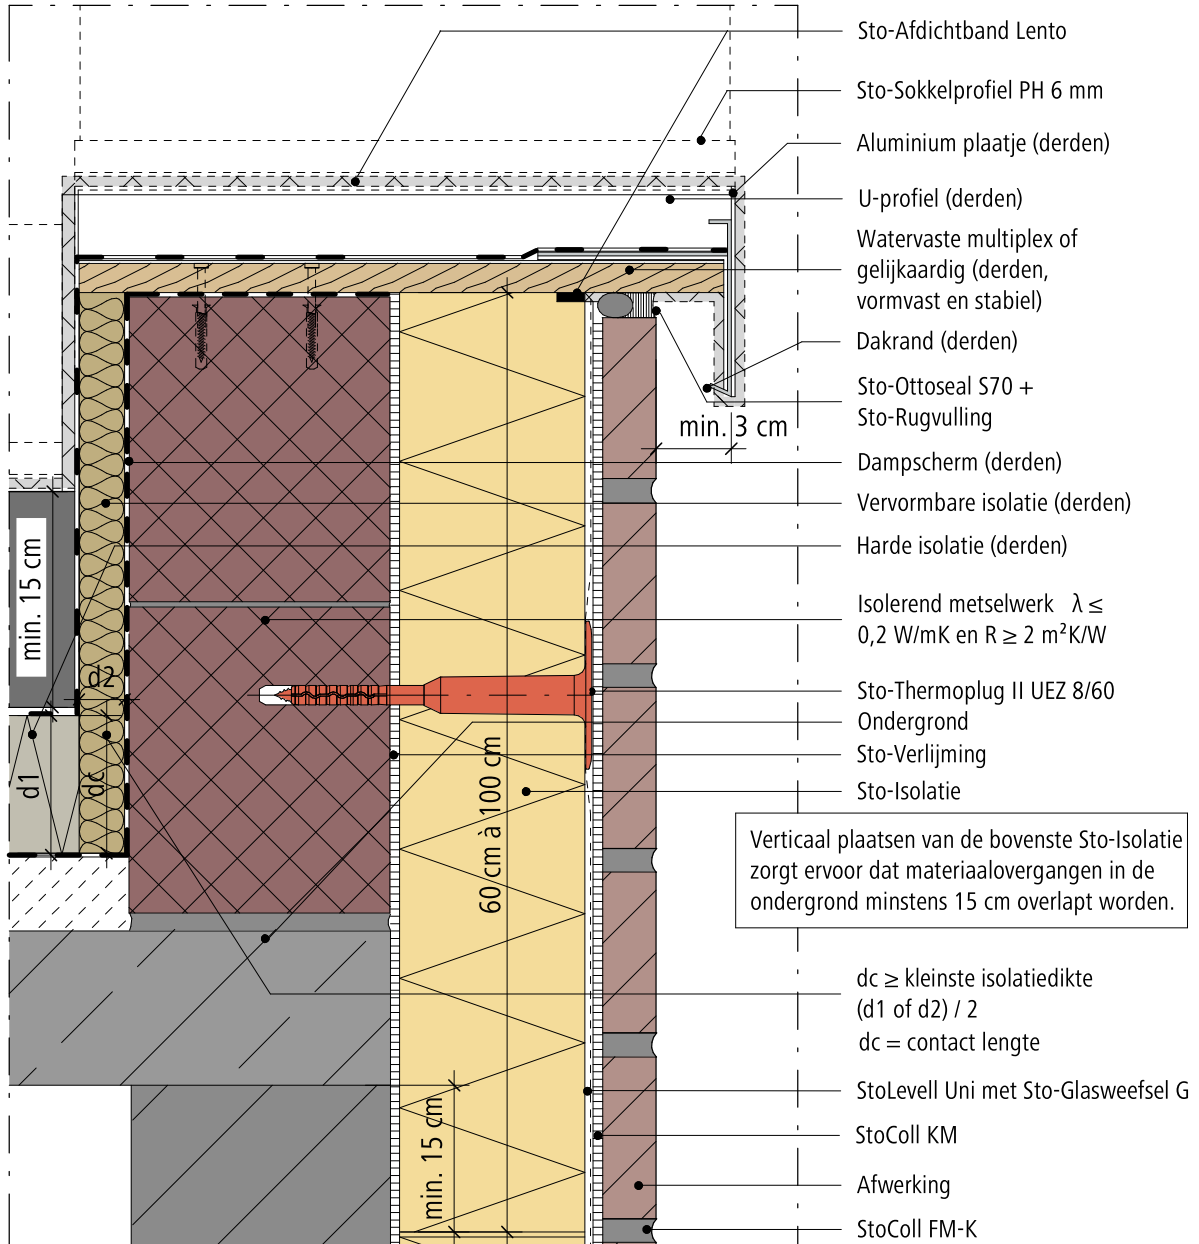 Sto-Afdichtband Lento
Sto-Sokkelprofiel PH 6 mm
Aluminium plaatje (derden)
U-profiel (derden)
Watervaste multiplex of
gelijkaardig (derden,
vormvast en stabiel)
Dakrand (derden)
Sto-Ottoseal S70 +
Sto-Rugvulling
min. 3 cm
Dampscherm (derden)
Vervormbare isolatie (derden)
Harde isolatie (derden)
min. 15 cm
Isolerend metselwerk λ ≤
0,2 W/mK en R ≥ 2 m²K/W
d2
Sto-Thermoplug II UEZ 8/60
Ondergrond
Sto-Verlijming
d1
dc
Sto-Isolatie
60 cm à 100 cm
Verticaal plaatsen van de bovenste Sto-Isolatie
zorgt ervoor dat materiaalovergangen in de
ondergrond minstens 15 cm overlapt worden.
dc ≥ kleinste isolatiedikte
(d1 of d2) / 2
dc = contact lengte
StoLevell Uni met Sto-Glasweefsel G
min. 15 cm
StoColl KM
Afwerking
StoColl FM-K